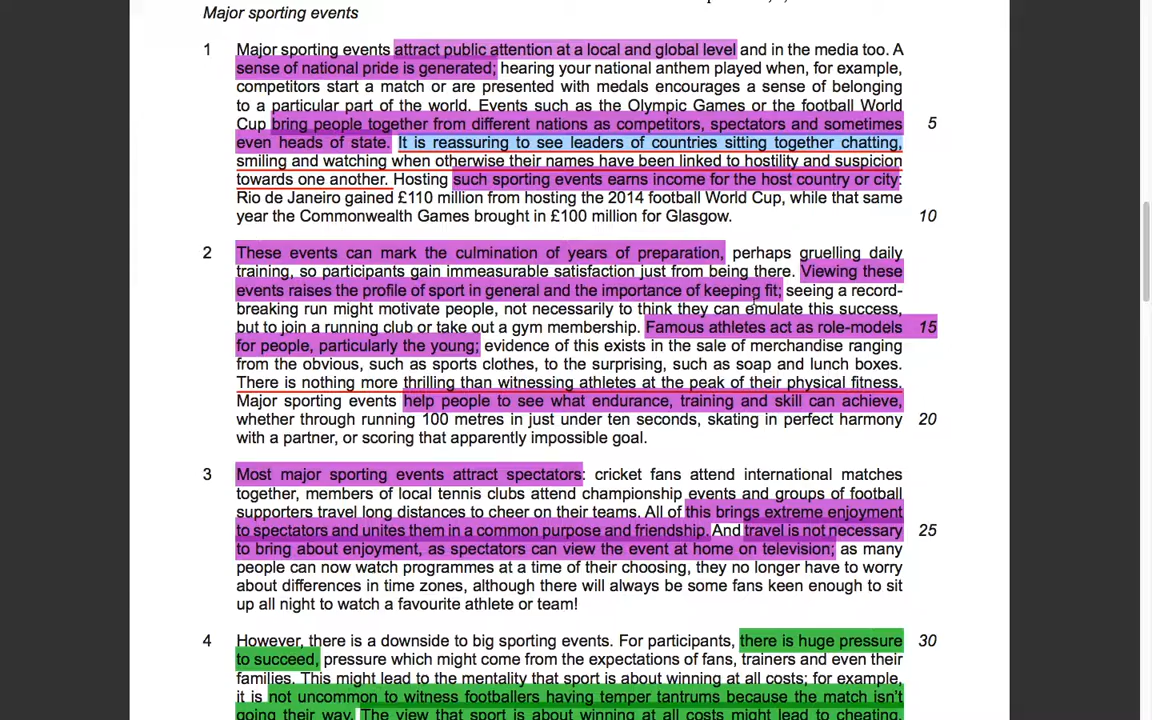 Major sporting events
1 Major sporting events attract public attention at a local and global level and in the media too. A
sense of national pride is generated; hearing your national anthem played when, for example,
competitors start a match or are presented with medals encourages a sense of belonging
to a particular part of the world. Events such as the Olympic Games or the football World
Cup bring people together from different nations as competitors, spectators and sometimes 5
even heads of state. It is reassuring to see leaders of countries sitting together chatting,
smiling and watching when otherwise their names have been linked to hostility and suspicion
towards one another. Hosting such sporting events earns income for the host country or city:
Rio de Janeiro gained £110 million from hosting the 2014 football World Cup, while that same
year the Commonwealth Games brought in £100 million for Glasgow. 10
2 These events can mark the culmination of years of preparation, perhaps gruelling daily
training, so participants gain immeasurable satisfaction just from being there. Viewing these
events raises the profile of sport in general and the importance of keeping fit; seeing a record-
breaking run might motivate people, not necessarily to think they can emulate this success,
but to join a running club or take out a gym membership. Famous athletes act as role-models 15
for people, particularly the young; evidence of this exists in the sale of merchandise ranging
from the obvious, such as sports clothes, to the surprising, such as soap and lunch boxes.
There is nothing more thrilling than witnessing athletes at the peak of their physical fitness.
Major sporting events help people to see what endurance, training and skill can achieve,
whether through running 100 metres in just under ten seconds, skating in perfect harmony 20
with a partner, or scoring that apparently impossible goal.
3 Most major sporting events attract spectators: cricket fans attend international matches
together, members of local tennis clubs attend championship events and groups of football
supporters travel long distances to cheer on their teams. All of this brings extreme enjoyment
to spectators and unites them in a common purpose and friendship. And travel is not necessary 25
to bring about enjoyment, as spectators can view the event at home on television; as many
people can now watch programmes at a time of their choosing, they no longer have to worry
about differences in time zones, although there will always be some fans keen enough to sit
up all night to watch a favourite athlete or team!
4 However, there is a downside to big sporting events. For participants, there is huge pressure 30
to succeed, pressure which might come from the expectations of fans, trainers and even their
families. This might lead to the mentality that sport is about winning at all costs; for example,
it is not uncommon to witness footballers having temper tantrums because the match isn't
going their way. The view that sport is about winning at all costs might lead to cheating,